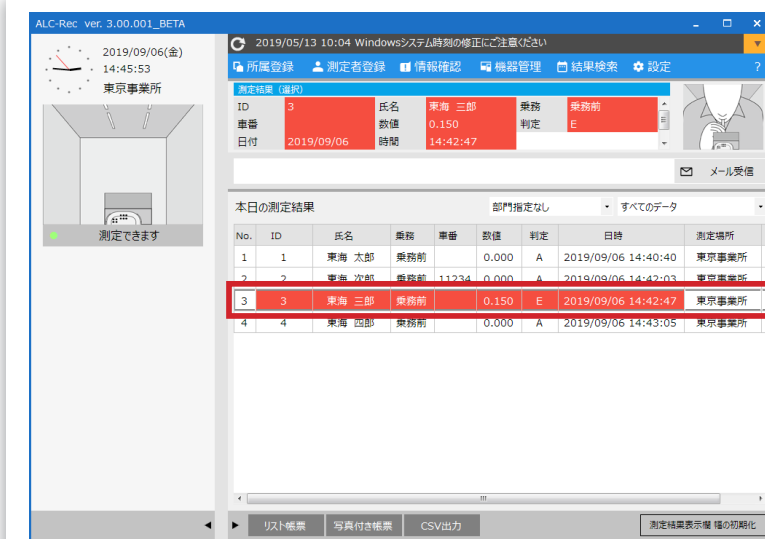 ALC-Rec ver. 3.00.001_BETA
2019/09/06(金)
14:45:53
東京事業所
測定できます
2019/05/13 10:04 Windowsシステム時刻の修正にご注意ください
所属登録 測定者登録 情報確認 機器管理 結果検索 設定 ?
測定結果（選択）
ID 3 氏名 東海 三郎 乗務 乗務前
車番 数値 0.150 判定 E
日付 2019/09/06 時間 14:42:47
メール受信
本日の測定結果 部門指定なし すべてのデータ
No. ID 氏名 乗務 車番 数値 判定 日時 測定場所
1 1 東海 太郎 乗務前 0.000 A 2019/09/06 14:40:40 東京事業所
2 2 東海 次郎 乗務前 11234 0.000 A 2019/09/06 14:42:03 東京事業所
3 3 東海 三郎 乗務前 0.150 E 2019/09/06 14:42:47 東京事業所
4 4 東海 四郎 乗務前 0.000 A 2019/09/06 14:43:05 東京事業所
リスト帳票 写真付き帳票 CSV出力 測定結果表示欄 幅の初期化